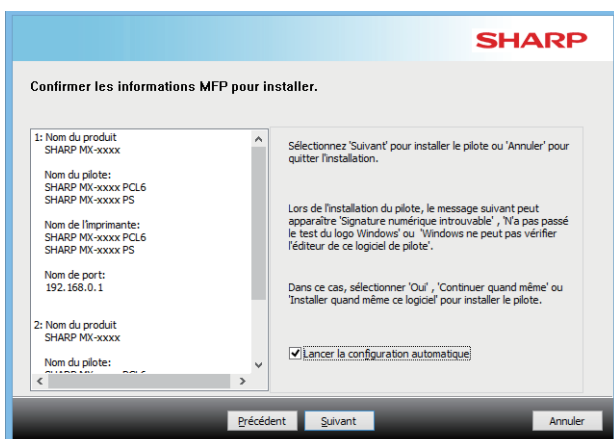 SHARP
Confirmer les informations MFP pour installer.
1: Nom du produit
SHARP MX-xxxx
Nom du pilote:
SHARP MX-xxxx PCL6
SHARP MX-xxxx PS
Nom de l'imprimante:
SHARP MX-xxxx PCL6
SHARP MX-xxxx PS
Nom de port:
192.168.0.1
2: Nom du produit
SHARP MX-xxxx
Nom du pilote:
Sélectionnez 'Suivant' pour installer le pilote ou 'Annuler' pour
quitter l'installation.
Lors de l'installation du pilote, le message suivant peut
apparaître 'Signature numérique introuvable' , 'N'a pas passé
le test du logo Windows' ou 'Windows ne peut pas vérifier
l'éditeur de ce logiciel de pilote'.
Dans ce cas, sélectionner 'Oui' , 'Continuer quand même' ou
'Installer quand même ce logiciel' pour installer le pilote.
Lancer la configuration automatique
Précédent
Suivant
Annuler